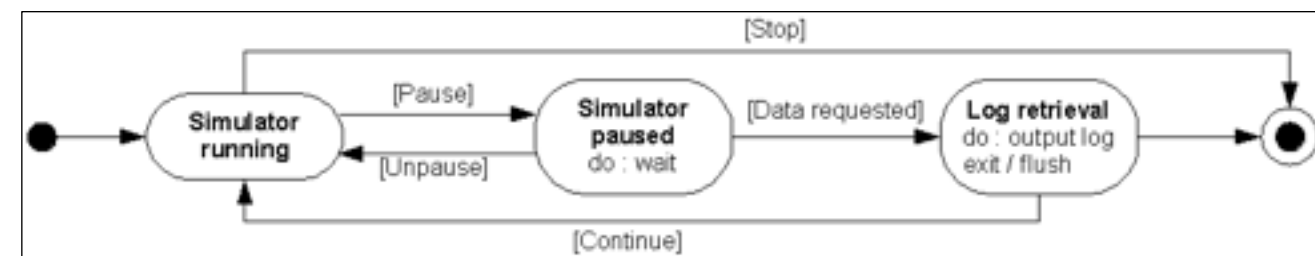 [Stop]
[Pause]
Simulator
running
[Unpause]
Simulator
paused
do : wait
[Data requested]
Log retrieval
do : output log
exit / flush
[Continue]